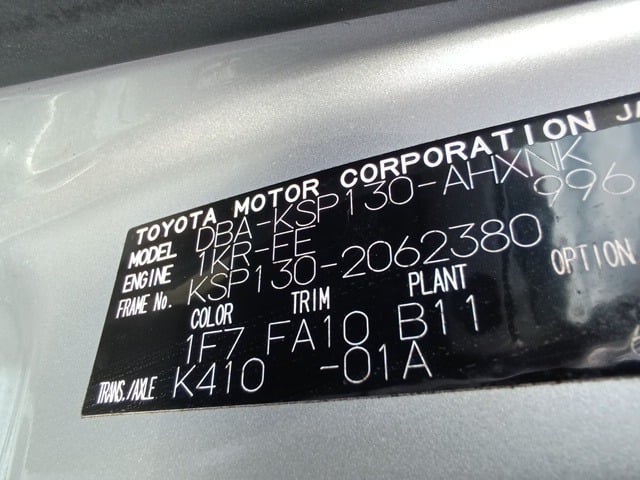 TOYOTA MOTOR CORPORATION JA
MODEL DBA-KSP130-AHXNK
ENGINE 1KR-FE 996
FRAME No. KSP130-2062380
COLOR TRIM PLANT OPTION
1F7 FA10 B11
TRANS./AXLE K410 -01A